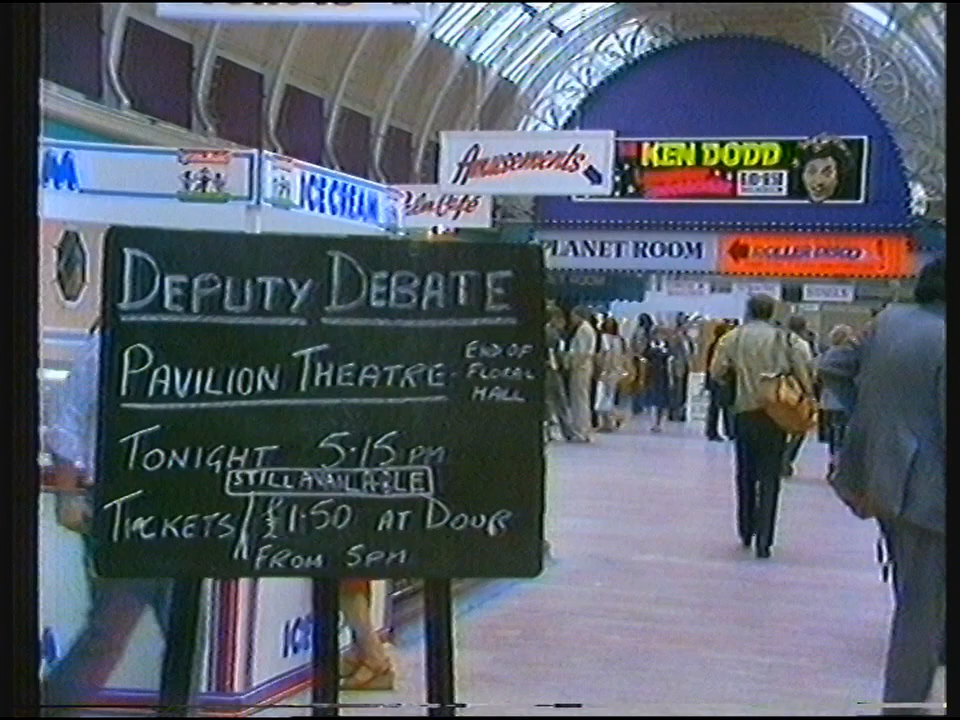 Amusements
KEN DODD
ICE CREAM
Café
PLANET ROOM
DEPUTY DEBATE
PAVILION THEATRE - END OF
FLORAL
HALL
TONIGHT 5.15 PM
STILL AVAILABLE
TICKETS £1.50 AT DOOR
FROM 5PM